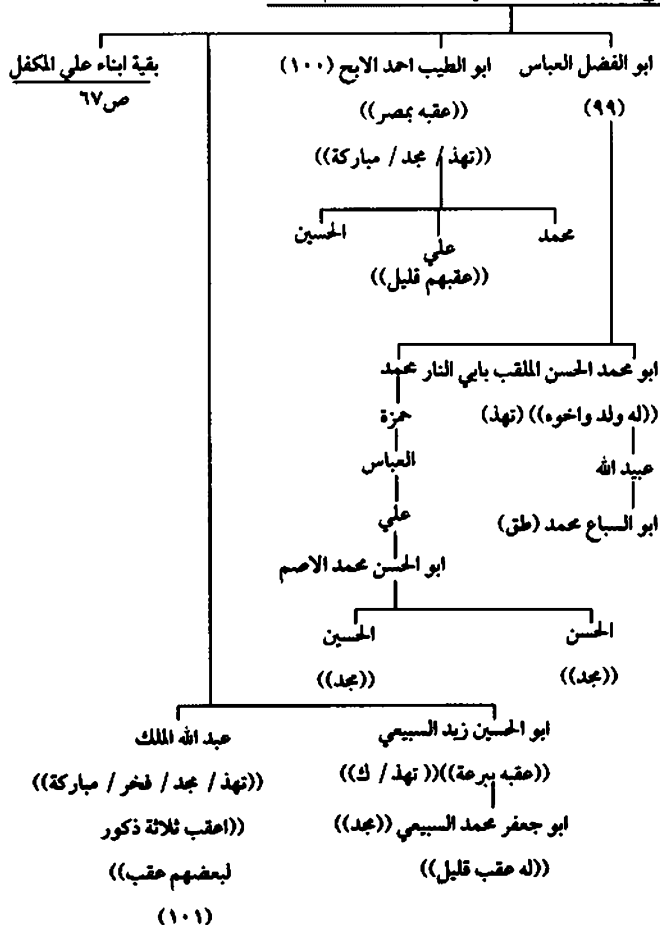 ابو الفضل العباس
(٩٩)
ابو الطيب احمد الابح (١٠٠)
((عقبه بمصر))
((تهذ / مجد / مباركة))
بقية ابناء علي المكفل
ص٦٧
محمد
علي
الحسين
((عقبهم قليل))
ابو محمد الحسن الملقب بابي النار
((له ولد واخوه)) (تهذ)
عبيد الله
ابو السباع محمد (طق)
محمد
حمزة
العباس
علي
ابو الحسن محمد الاصم
الحسن
((مجد))
الحسين
((مجد))
ابو الحسين زيد السبيعي
((عقبه ببرعة)) ((تهذ / ك))
ابو جعفر محمد السبيعي ((مجد))
((له عقب قليل))
عبد الله الملك
((تهذ / مجد / فخر / مباركة))
((اعقب ثلاثة ذكور
لبعضهم عقب))
(١٠١)